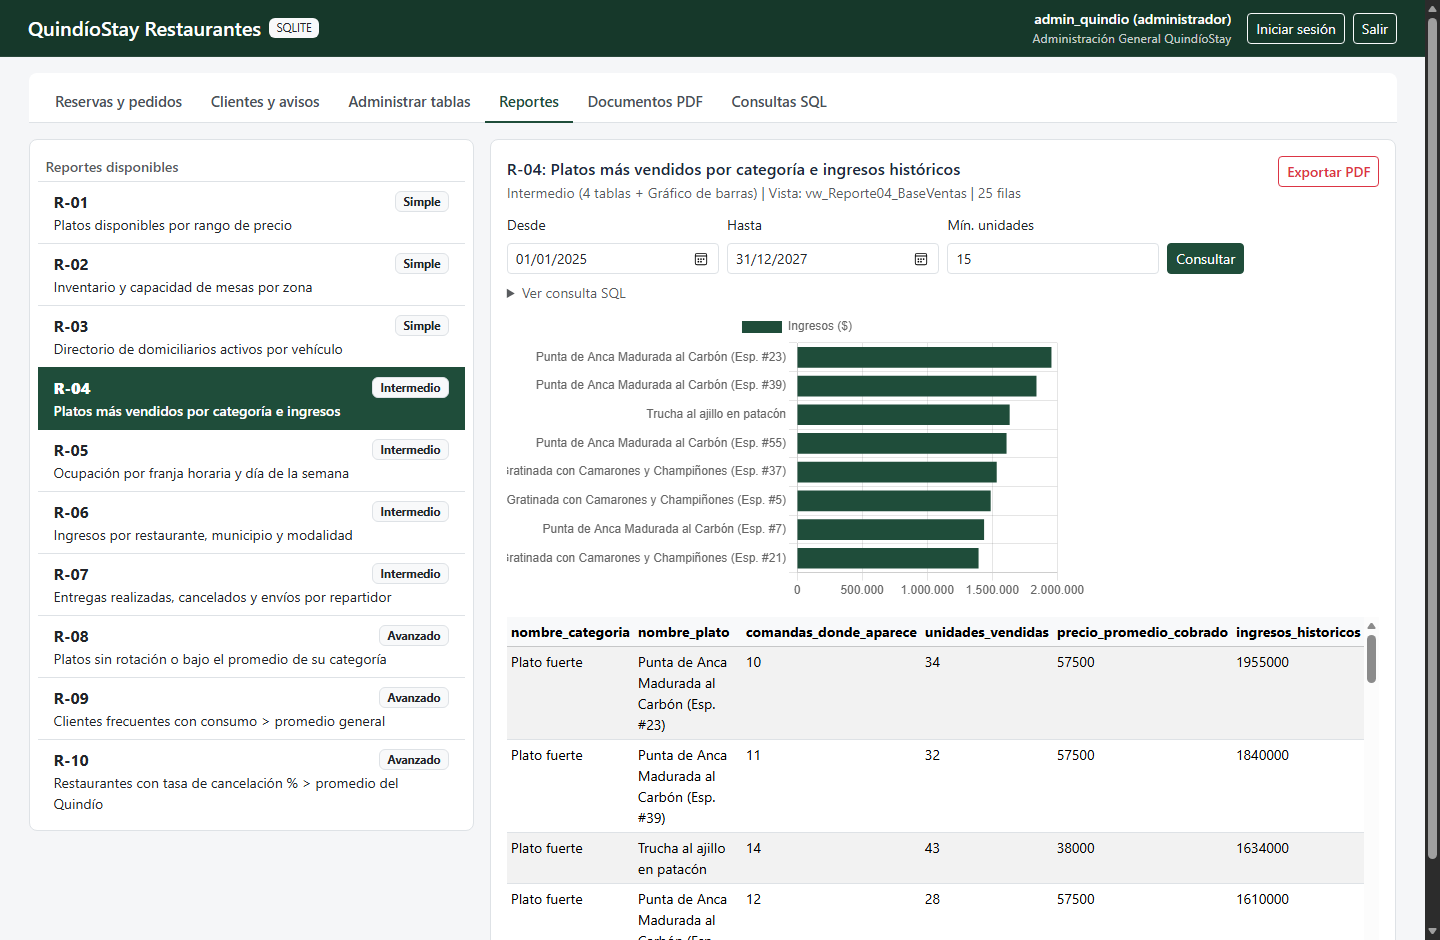 QuindíoStay Restaurantes SQLITE
admin_quindio (administrador)
Administración General QuindíoStay
Iniciar sesión
Salir
Reservas y pedidos
Clientes y avisos
Administrar tablas
Reportes
Documentos PDF
Consultas SQL
Reportes disponibles
R-01 Simple
Platos disponibles por rango de precio
R-02 Simple
Inventario y capacidad de mesas por zona
R-03 Simple
Directorio de domiciliarios activos por vehículo
R-04 Intermedio
Platos más vendidos por categoría e ingresos
R-05 Intermedio
Ocupación por franja horaria y día de la semana
R-06 Intermedio
Ingresos por restaurante, municipio y modalidad
R-07 Intermedio
Entregas realizadas, cancelados y envíos por repartidor
R-08 Avanzado
Platos sin rotación o bajo el promedio de su categoría
R-09 Avanzado
Clientes frecuentes con consumo > promedio general
R-10 Avanzado
Restaurantes con tasa de cancelación % > promedio del
Quindío
R-04: Platos más vendidos por categoría e ingresos históricos
Exportar PDF
Intermedio (4 tablas + Gráfico de barras) | Vista: vw_Reporte04_BaseVentas | 25 filas
Desde Hasta Mín. unidades
01/01/2025 31/12/2027 15 Consultar
▶ Ver consulta SQL
Ingresos ($)
Punta de Anca Madurada al Carbón (Esp. #23)
Punta de Anca Madurada al Carbón (Esp. #39)
Trucha al ajillo en patacón
Punta de Anca Madurada al Carbón (Esp. #55)
Gratinada con Camarones y Champiñones (Esp. #37)
Gratinada con Camarones y Champiñones (Esp. #5)
Punta de Anca Madurada al Carbón (Esp. #7)
Gratinada con Camarones y Champiñones (Esp. #21)
0 500.000 1.000.000 1.500.000 2.000.000
nombre_categoria nombre_plato comandas_donde_aparece unidades_vendidas precio_promedio_cobrado ingresos_historicos
Plato fuerte Punta de Anca 10 34 57500 1955000
Madurada al
Carbón (Esp.
#23)
Plato fuerte Punta de Anca 11 32 57500 1840000
Madurada al
Carbón (Esp.
#39)
Plato fuerte Trucha al ajillo 14 43 38000 1634000
en patacón
Plato fuerte Punta de Anca 12 28 57500 1610000
Madurada al
Carbón (Esp.